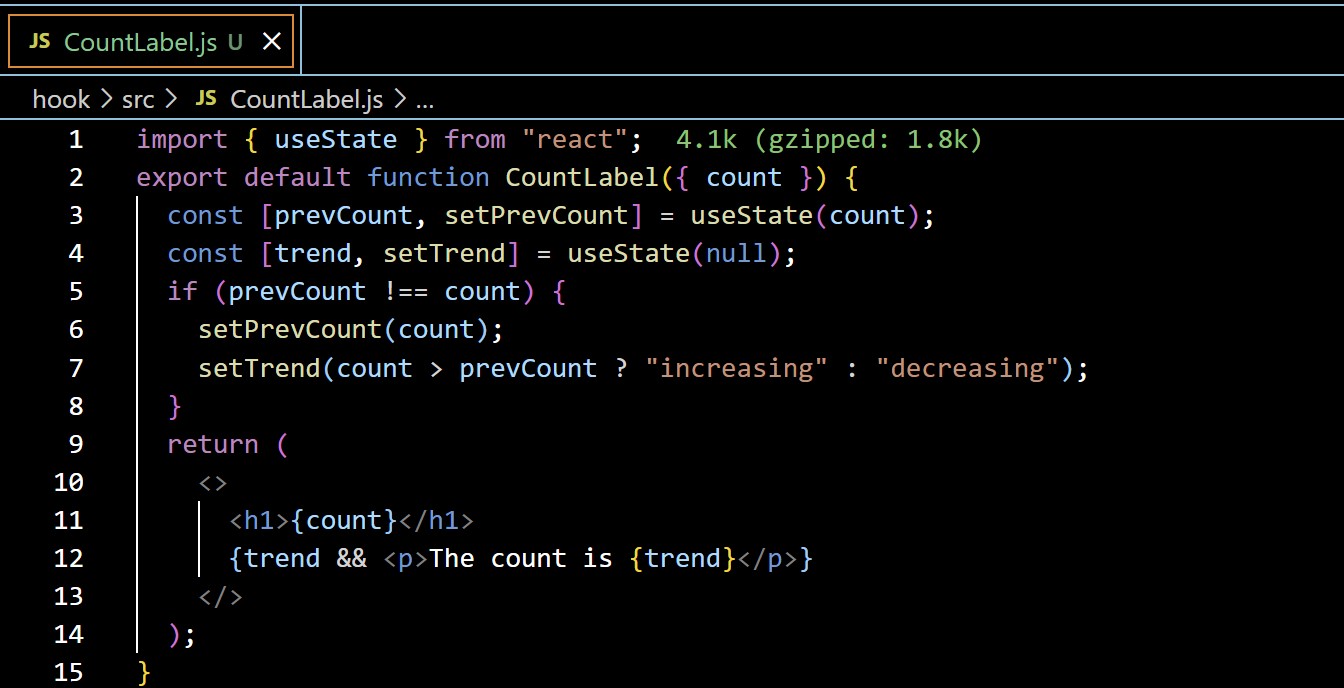 JS CountLabel.js U ×
hook > src > JS CountLabel.js > ...
1 import { useState } from "react"; 4.1k (gzipped: 1.8k)
2 export default function CountLabel({ count }) {
3 const [prevCount, setPrevCount] = useState(count);
4 const [trend, setTrend] = useState(null);
5 if (prevCount !== count) {
6 setPrevCount(count);
7 setTrend(count > prevCount ? "increasing" : "decreasing");
8 }
9 return (
10 <>
11 <h1>{count}</h1>
12 {trend && <p>The count is {trend}</p>}
13 </>
14 );
15 }